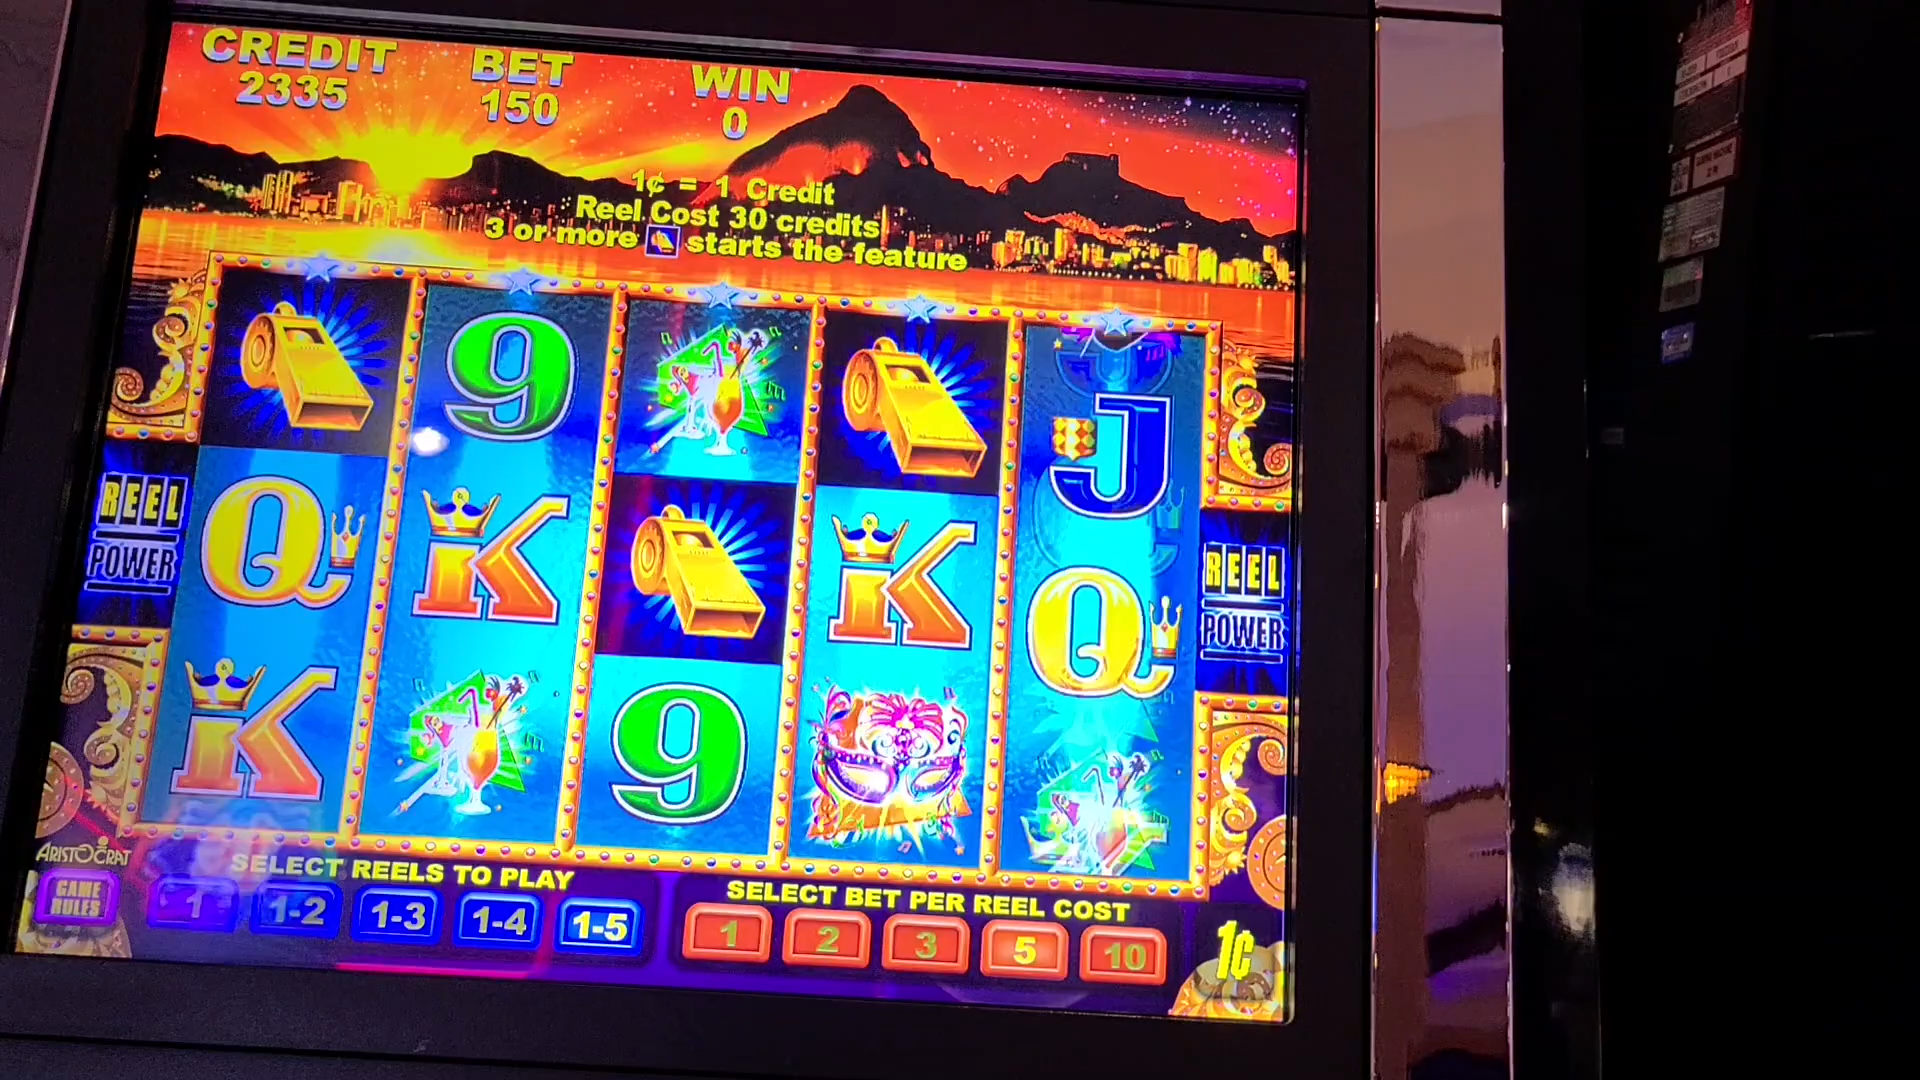 CREDIT BET WIN
2335 150 0
1¢ = 1 Credit
Reel Cost 30 credits
3 or more starts the feature
9
J
REEL
POWER
Q
K
K
Q
REEL
POWER
K
9
ARISTOCRAT
GAME
RULES
SELECT REELS TO PLAY
1 1-2 1-3 1-4 1-5
SELECT BET PER REEL COST
1 2 3 5 10
1¢